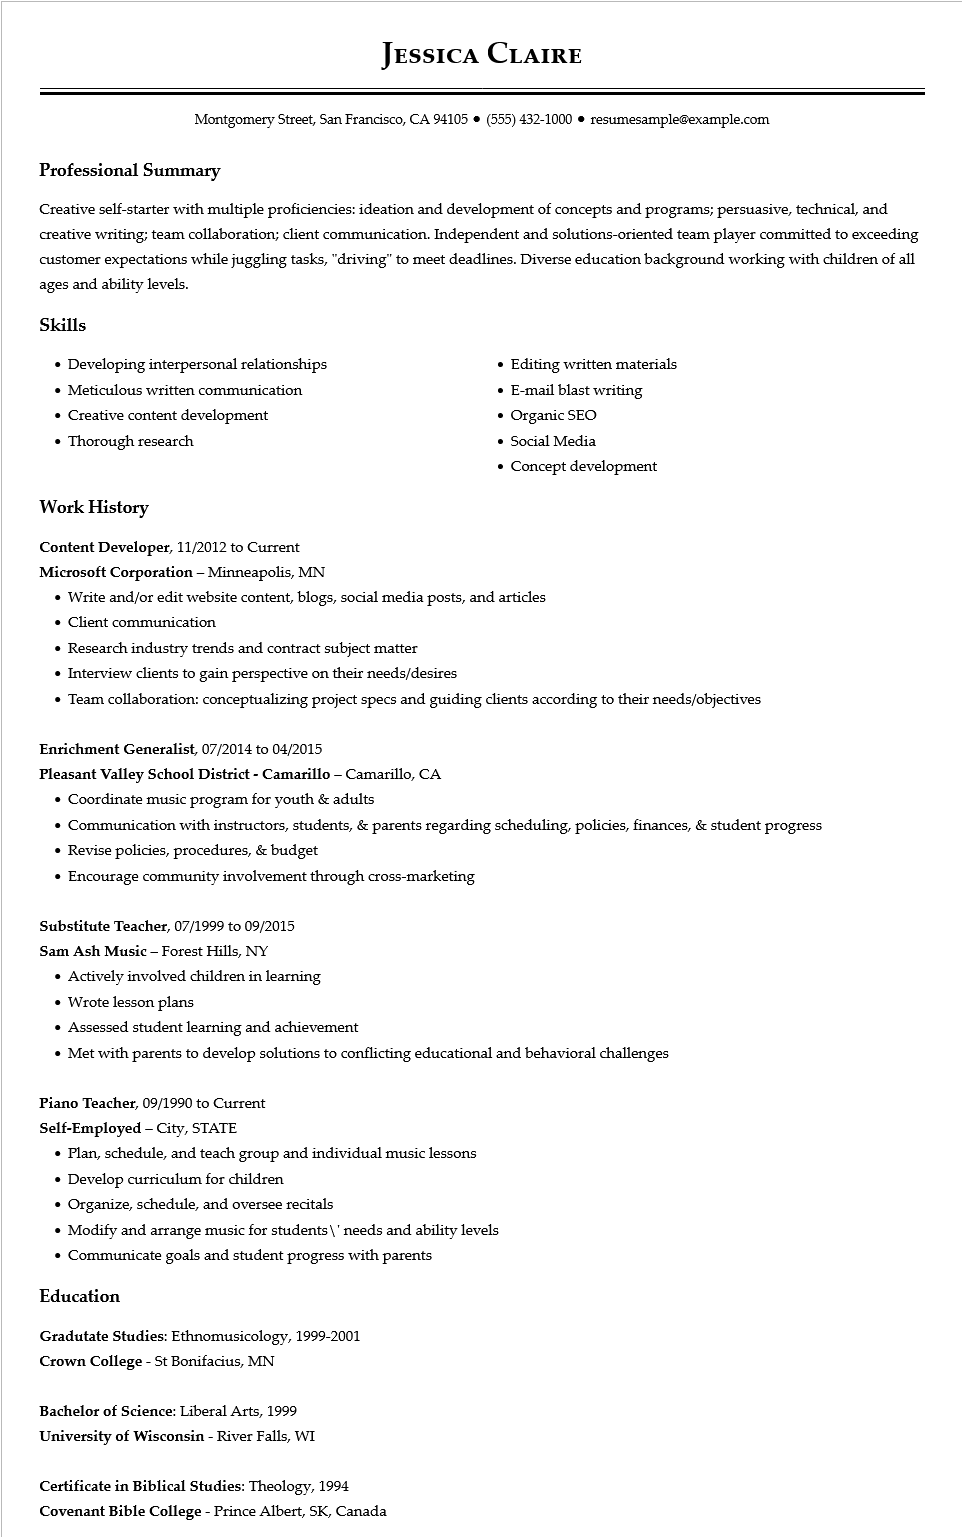 Jessica Claire
Montgomery Street, San Francisco, CA 94105 ● (555) 432-1000 ● resumesample@example.com
Professional Summary
Creative self-starter with multiple proficiencies: ideation and development of concepts and programs; persuasive, technical, and
creative writing; team collaboration; client communication. Independent and solutions-oriented team player committed to exceeding
customer expectations while juggling tasks, "driving" to meet deadlines. Diverse education background working with children of all
ages and ability levels.
Skills
• Developing interpersonal relationships
• Meticulous written communication
• Creative content development
• Thorough research
• Editing written materials
• E-mail blast writing
• Organic SEO
• Social Media
• Concept development
Work History
Content Developer, 11/2012 to Current
Microsoft Corporation – Minneapolis, MN
• Write and/or edit website content, blogs, social media posts, and articles
• Client communication
• Research industry trends and contract subject matter
• Interview clients to gain perspective on their needs/desires
• Team collaboration: conceptualizing project specs and guiding clients according to their needs/objectives
Enrichment Generalist, 07/2014 to 04/2015
Pleasant Valley School District - Camarillo – Camarillo, CA
• Coordinate music program for youth & adults
• Communication with instructors, students, & parents regarding scheduling, policies, finances, & student progress
• Revise policies, procedures, & budget
• Encourage community involvement through cross-marketing
Substitute Teacher, 07/1999 to 09/2015
Sam Ash Music – Forest Hills, NY
• Actively involved children in learning
• Wrote lesson plans
• Assessed student learning and achievement
• Met with parents to develop solutions to conflicting educational and behavioral challenges
Piano Teacher, 09/1990 to Current
Self-Employed – City, STATE
• Plan, schedule, and teach group and individual music lessons
• Develop curriculum for children
• Organize, schedule, and oversee recitals
• Modify and arrange music for students\' needs and ability levels
• Communicate goals and student progress with parents
Education
Gradutate Studies: Ethnomusicology, 1999-2001
Crown College - St Bonifacius, MN
Bachelor of Science: Liberal Arts, 1999
University of Wisconsin - River Falls, WI
Certificate in Biblical Studies: Theology, 1994
Covenant Bible College - Prince Albert, SK, Canada